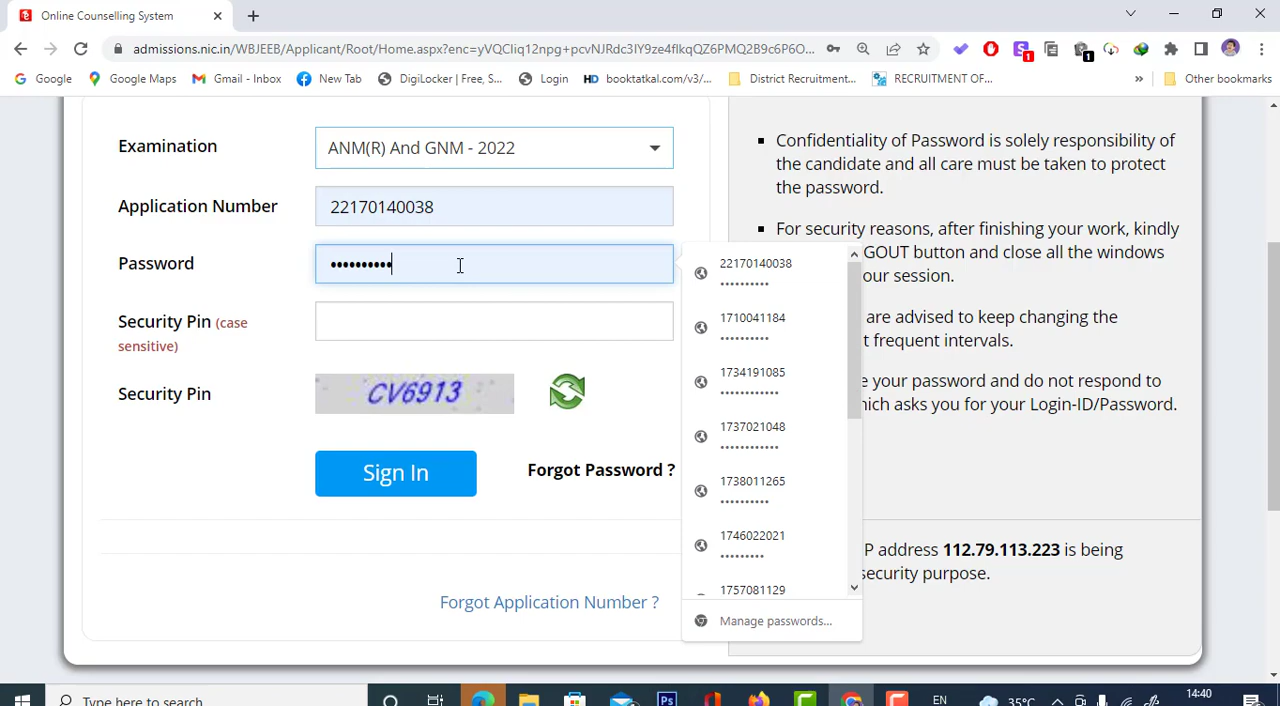 Online Counselling System
admissions.nic.in/WBJEEB/Applicant/Root/Home.aspx?enc=yVQCIiq12npg+pcvNJRdc3IY9ze4flkqQZ6PMQ2B9c6P6O...
1
1
Google
Google Maps
Gmail - Inbox
New Tab
DigiLocker | Free, S...
Login
HD booktatkal.com/v3/...
District Recruitment...
RECRUITMENT OF...
»
Other bookmarks
Examination
ANM(R) And GNM - 2022
Application Number
22170140038
Password
••••••••••
Security Pin (case
sensitive)
Security Pin
CV6913
Sign In
Forgot Password ?
Forgot Application Number ?
22170140038
••••••••••
1710041184
••••••••••
1734191085
••••••••••••
1737021048
••••••••••••
1738011265
••••••••••
1746022021
•••••••••
1757081129
Manage passwords...
Confidentiality of Password is solely responsibility of
the candidate and all care must be taken to protect
the password.
For security reasons, after finishing your work, kindly
GOUT button and close all the windows
our session.
are advised to keep changing the
t frequent intervals.
e your password and do not respond to
hich asks you for your Login-ID/Password.
P address 112.79.113.223 is being
security purpose.
Type here to search
Ps
EN
35°C
14:40